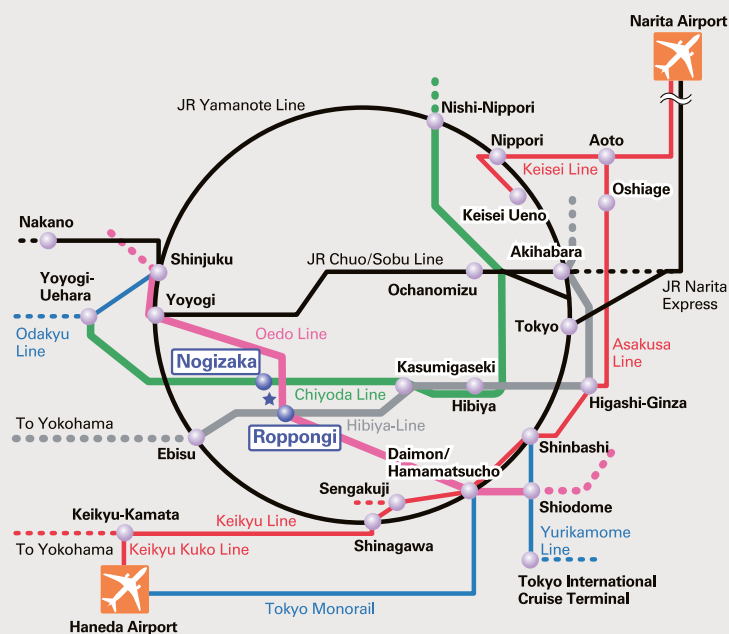 Narita Airport
JR Yamanote Line
Nishi-Nippori
Nippori
Aoto
Keisei Line
Oshiage
Keisei Ueno
Nakano
Shinjuku
Akihabara
JR Chuo/Sobu Line
Yoyogi-
Uehara
Yoyogi
Ochanomizu
JR Narita
Express
Odakyu
Line
Oedo Line
Tokyo
Asakusa
Line
Nogizaka
Kasumigaseki
Chiyoda Line
Hibiya
Higashi-Ginza
To Yokohama
Hibiya-Line
Roppongi
Ebisu
Daimon/
Hamamatsucho
Shinbashi
Sengakuji
Shiodome
Keikyu-Kamata
Keikyu Line
Yurikamome
Line
To Yokohama
Keikyu Kuko Line
Shinagawa
Tokyo International
Cruise Terminal
Tokyo Monorail
Haneda Airport